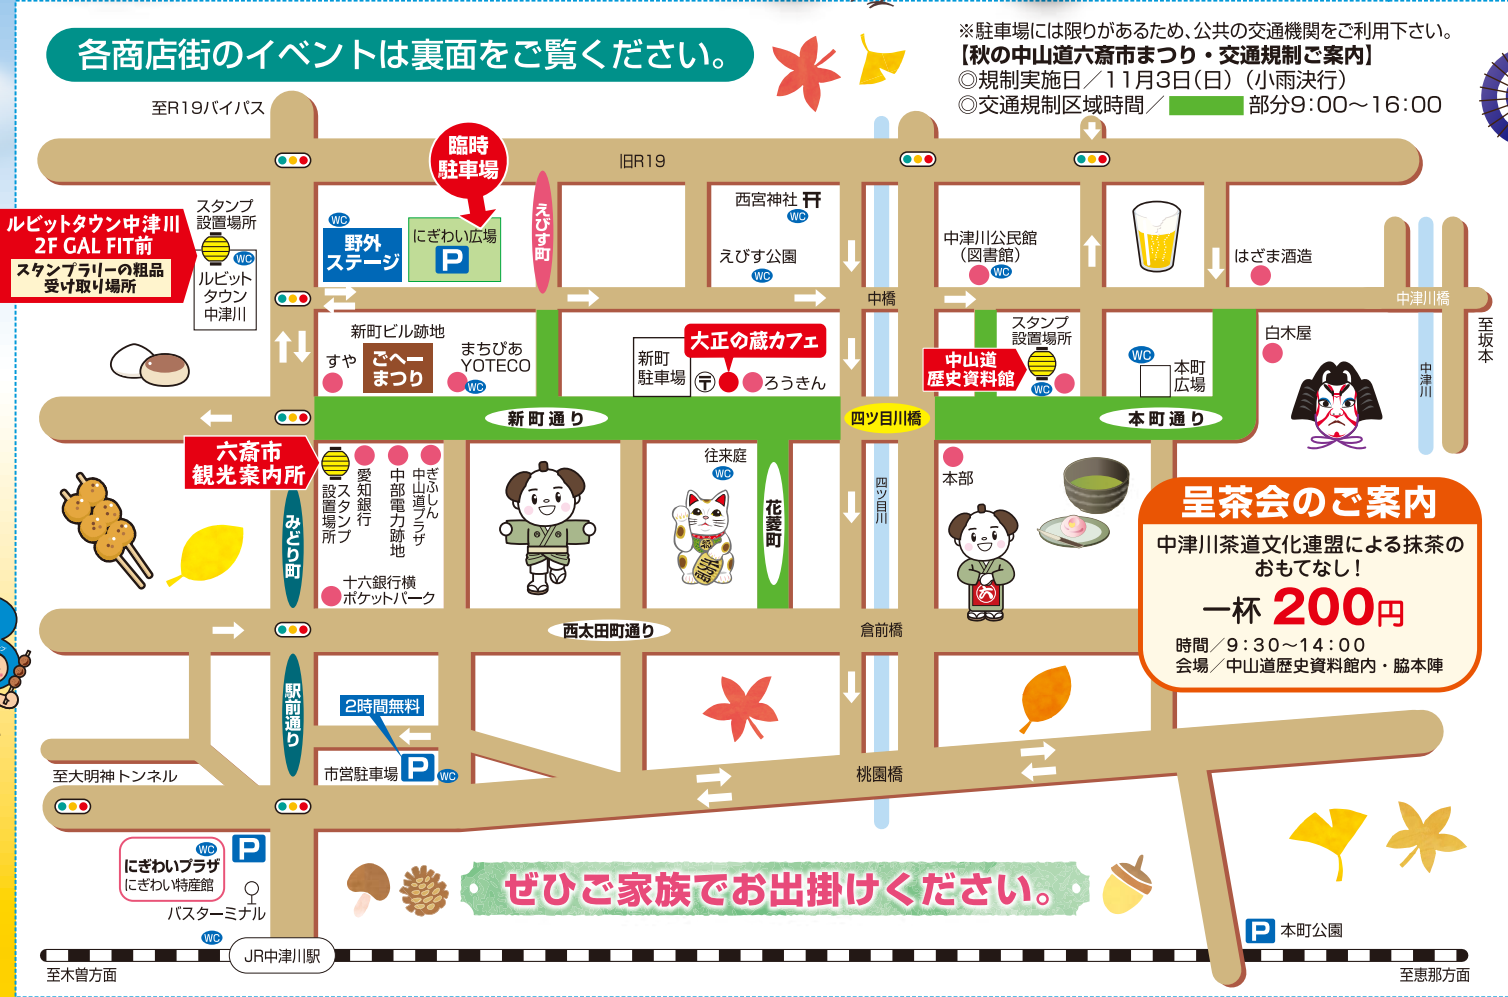 各商店街のイベントは裏面をご覧ください。
※駐車場には限りがあるため、公共の交通機関をご利用下さい。
【秋の中山道六斎市まつり・交通規制ご案内】
◎規制実施日／11月3日(日)（小雨決行）
◎交通規制区域時間／
部分9:00〜16:00
至R19バイパス
臨時
駐車場
旧R19
ルビットタウン中津川
2F GAL FIT前
スタンプラリーの粗品
受け取り場所
スタンプ
設置場所
WC
ルビット
タウン
中津川
WC
野外
ステージ
にぎわい広場
P
えびす町
西宮神社
WC
えびす公園
WC
中津川公民館
（図書館）
WC
はざま酒造
中橋
中津川橋
至坂本
新町ビル跡地
すや
ごへー
まつり
まちぴあ
YOTECO
WC
新町
駐車場
大正の蔵カフェ
〒
ろうきん
スタンプ
設置場所
中山道
歴史資料館
WC
WC
本町
広場
白木屋
中津川
新町通り
四ツ目川橋
本町通り
六斎市
観光案内所
スタンプ
設置場所
愛知銀行
中部電力跡地
ぎふしん
中山道プラザ
往来庭
WC
花菱町
四ツ目川
本部
みどり町
十六銀行横
ポケットパーク
呈茶会のご案内
中津川茶道文化連盟による抹茶の
おもてなし！
一杯 200円
時間／9:30〜14:00
会場／中山道歴史資料館内・脇本陣
西太田町通り
倉前橋
駅前通り
2時間無料
市営駐車場
P
WC
至大明神トンネル
桃園橋
WC
P
にぎわいプラザ
にぎわい特産館
バスターミナル
WC
ぜひご家族でお出掛けください。
JR中津川駅
P
本町公園
至木曽方面
至恵那方面